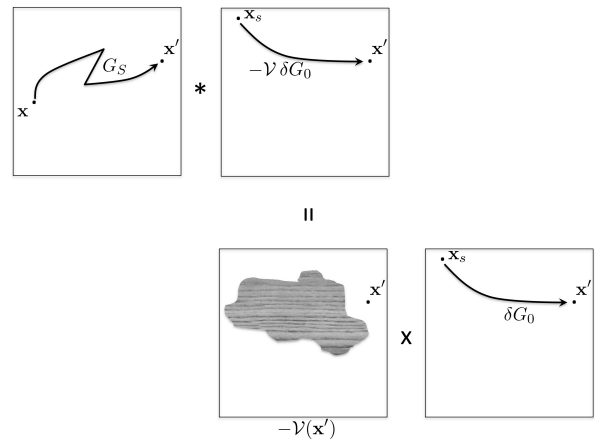 x
G_S
x′
*
x_s
−𝒱 δG_0
x′
=
x′
−𝒱(x′)
x
x_s
x′
δG_0